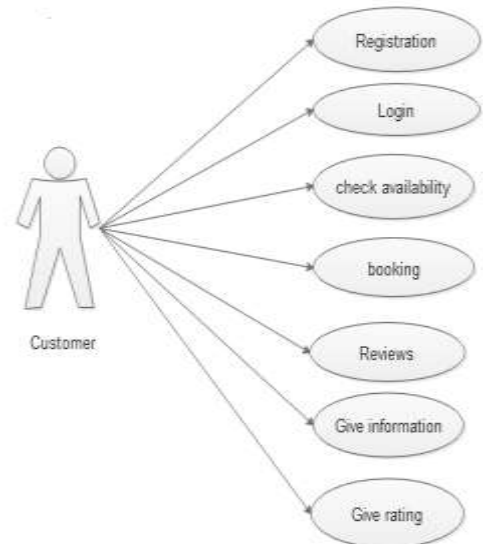 Registration
Login
check availability
booking
Customer
Reviews
Give information
Give rating